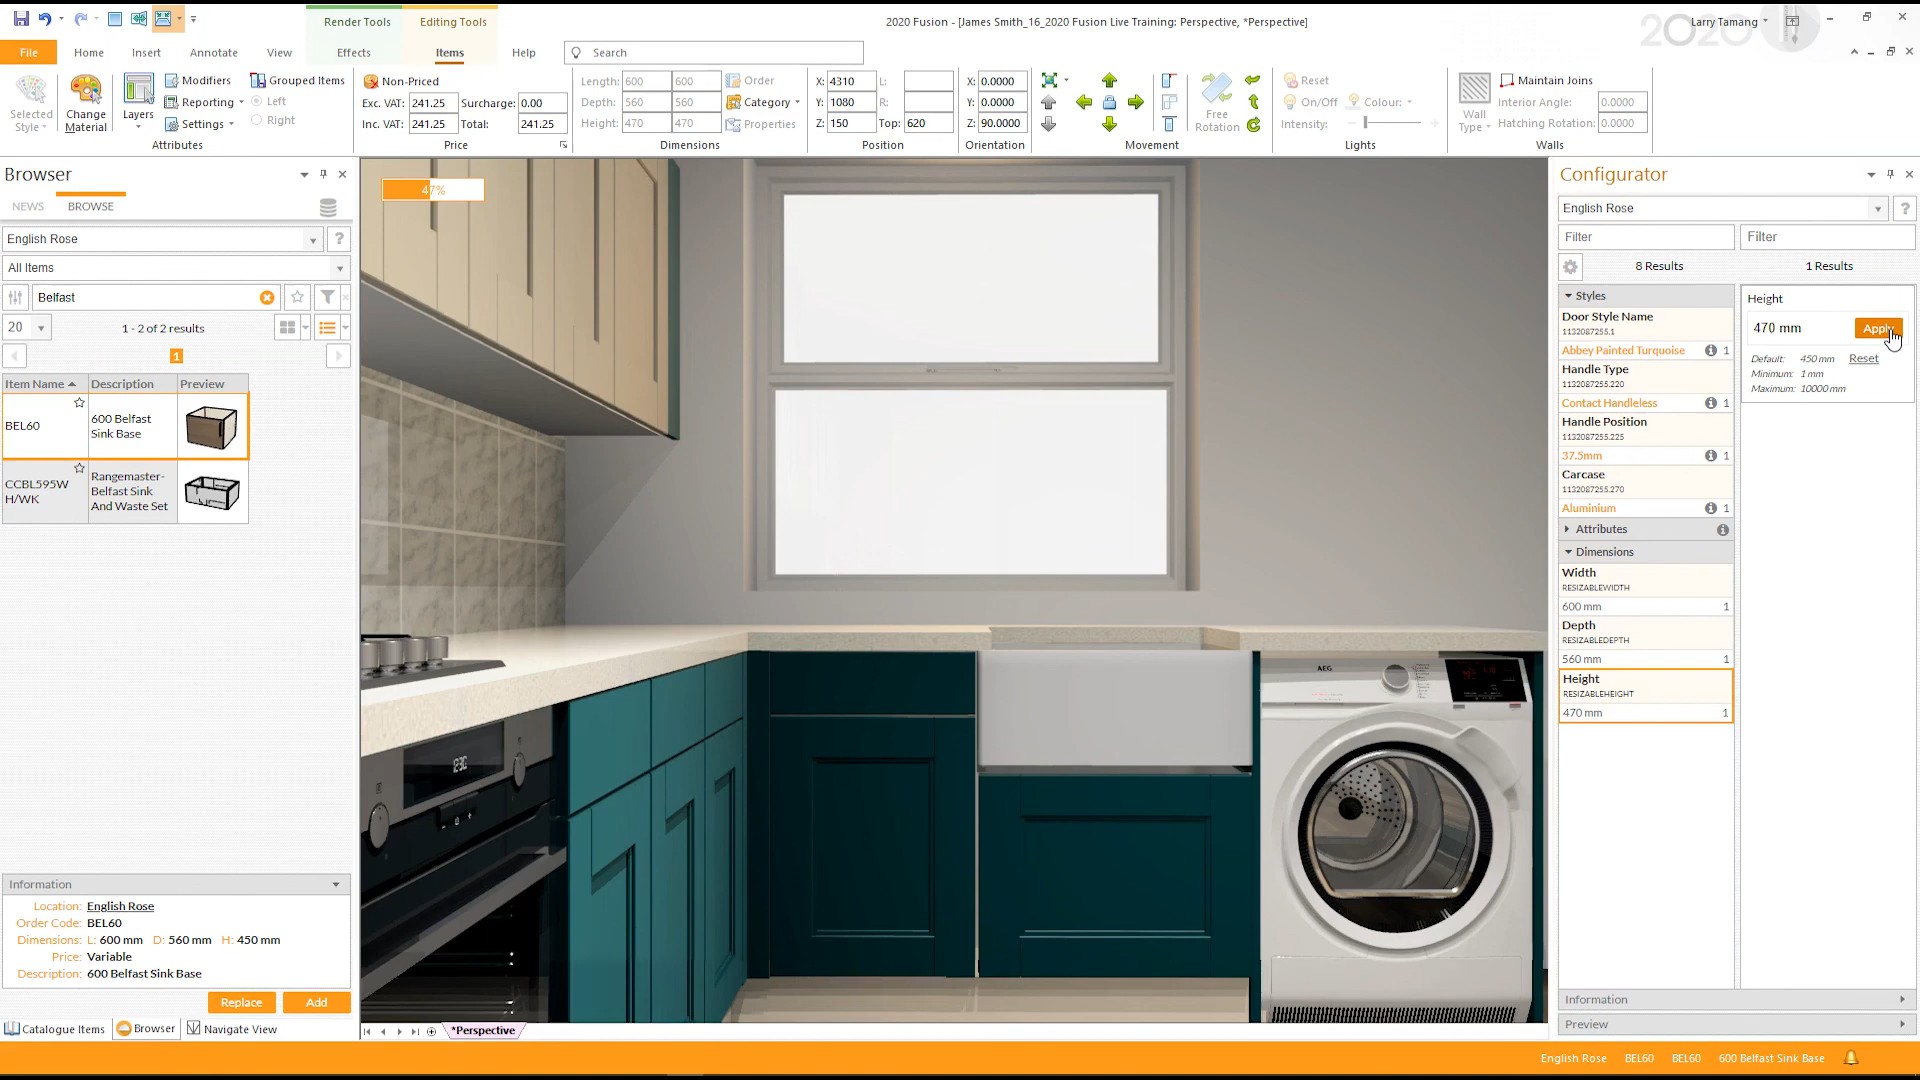 2020 Fusion - [James Smith_16_2020 Fusion Live Training: Perspective, *Perspective]
Render Tools
Editing Tools
Larry Tamang
2020
File
Home
Insert
Annotate
View
Effects
Items
Help
Search
Selected Style
Change Material
Layers
Modifiers
Reporting
Settings
Grouped Items
Left
Right
Attributes
Non-Priced
Exc. VAT: 241.25 Surcharge: 0.00
Inc. VAT: 241.25 Total: 241.25
Price
Length: 600 600
Depth: 560 560
Height: 470 470
Order
Category
Properties
Dimensions
X: 4310 L:
Y: 1080 R:
Z: 150 Top: 620
Position
X: 0.0000
Y: 0.0000
Z: 90.0000
Orientation
Free Rotation
Movement
Reset
On/Off Colour:
Intensity:
Lights
Wall Type
Maintain Joins
Interior Angle: 0.0000
Hatching Rotation: 0.0000
Walls
Browser
NEWS
BROWSE
English Rose
?
All Items
Belfast
20
1 - 2 of 2 results
1
Item Name
Description
Preview
BEL60
600 Belfast
Sink Base
CCBL595W
H/WK
Rangemaster-
Belfast Sink
And Waste Set
Information
Location: English Rose
Order Code: BEL60
Dimensions: L: 600 mm D: 560 mm H: 450 mm
Price: Variable
Description: 600 Belfast Sink Base
Replace
Add
Catalogue Items
Browser
Navigate View
47%
AEG
*Perspective
Configurator
English Rose
?
Filter
Filter
8 Results
1 Results
Styles
Door Style Name
1132087255.1
Abbey Painted Turquoise 1
Handle Type
1132087255.220
Contact Handleless 1
Handle Position
1132087255.225
37.5mm 1
Carcase
1132087255.270
Aluminium 1
Attributes
Dimensions
Width
RESIZABLEWIDTH
600 mm 1
Depth
RESIZABLEDEPTH
560 mm 1
Height
RESIZABLEHEIGHT
470 mm 1
Height
470 mm
Apply
Default: 450 mm Reset
Minimum: 1 mm
Maximum: 10000 mm
Information
Preview
English Rose BEL60 BEL60 600 Belfast Sink Base